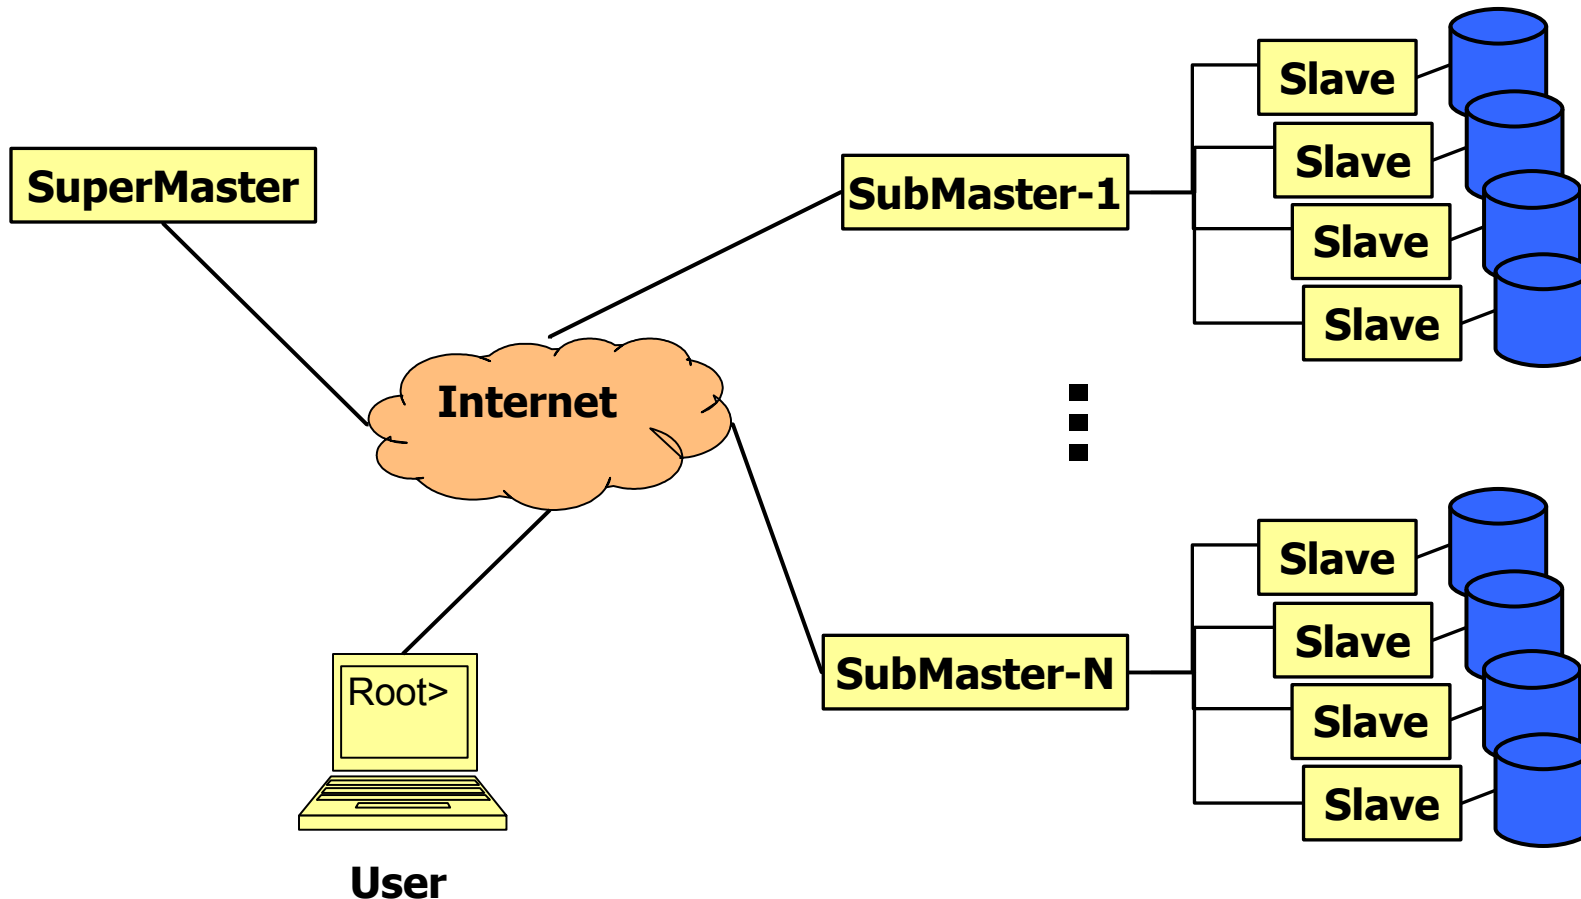 SuperMaster
SubMaster-1
Slave
Slave
Slave
Slave
Internet
SubMaster-N
Slave
Slave
Slave
Slave
Root>
User